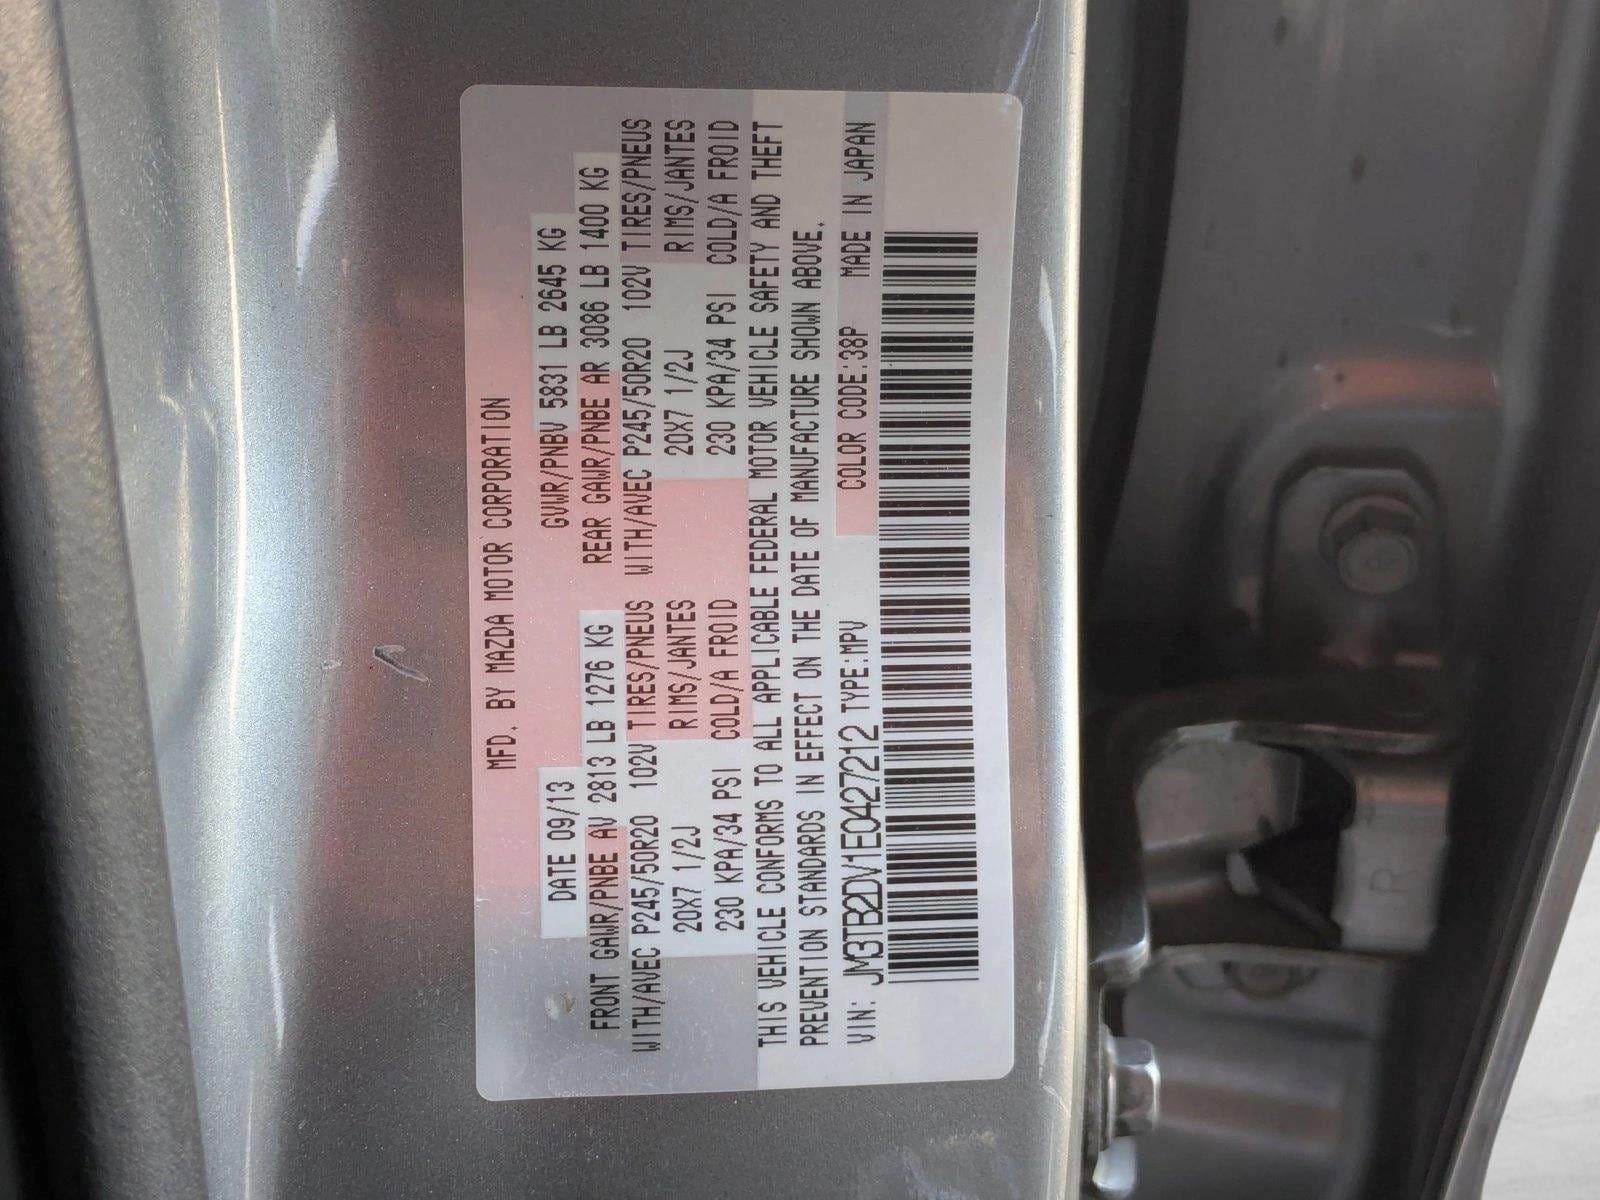 MFD. BY MAZDA MOTOR CORPORATION
DATE 09/13 GVWR/PNBV 5831 LB 2645 KG
FRONT GAWR/PNBE AV 2813 LB 1276 KG REAR GAWR/PNBE AR 3086 LB 1400 KG
WITH/AVEC P245/50R20 102V TIRES/PNEUS WITH/AVEC P245/50R20 102V TIRES/PNEUS
20X7 1/2J RIMS/JANTES 20X7 1/2J RIMS/JANTES
230 KPA/34 PSI COLD/A FROID 230 KPA/34 PSI COLD/A FROID
THIS VEHICLE CONFORMS TO ALL APPLICABLE FEDERAL MOTOR VEHICLE SAFETY AND THEFT
PREVENTION STANDARDS IN EFFECT ON THE DATE OF MANUFACTURE SHOWN ABOVE.
VIN: JM3TB2DV1E0427212 TYPE:MPV COLOR CODE:38P MADE IN JAPAN
R